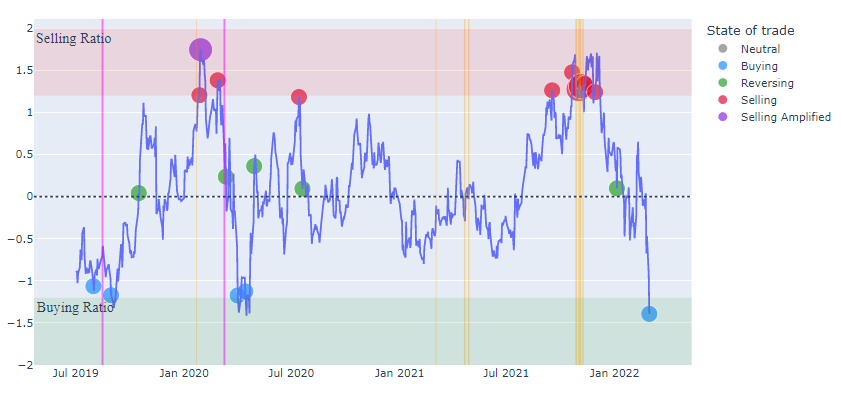 State of trade
Neutral
Buying
Reversing
Selling
Selling Amplified
Selling Ratio
Buying Ratio
2
1.5
1
0.5
0
−0.5
−1
−1.5
−2
Jul 2019
Jan 2020
Jul 2020
Jan 2021
Jul 2021
Jan 2022